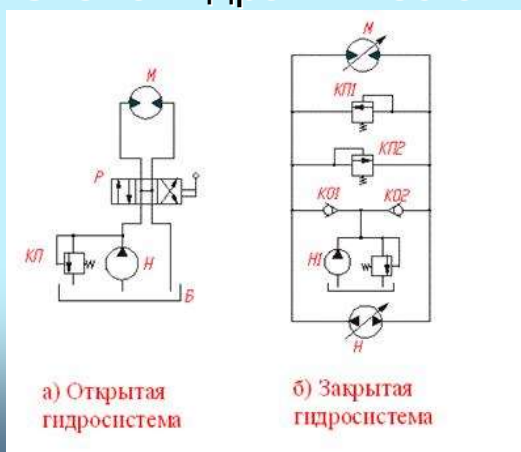 М
Р
КП
Н
Б
а) Открытая
гидросистема
М
КП1
КП2
КО1
КО2
Н1
Н
б) Закрытая
гидросистема